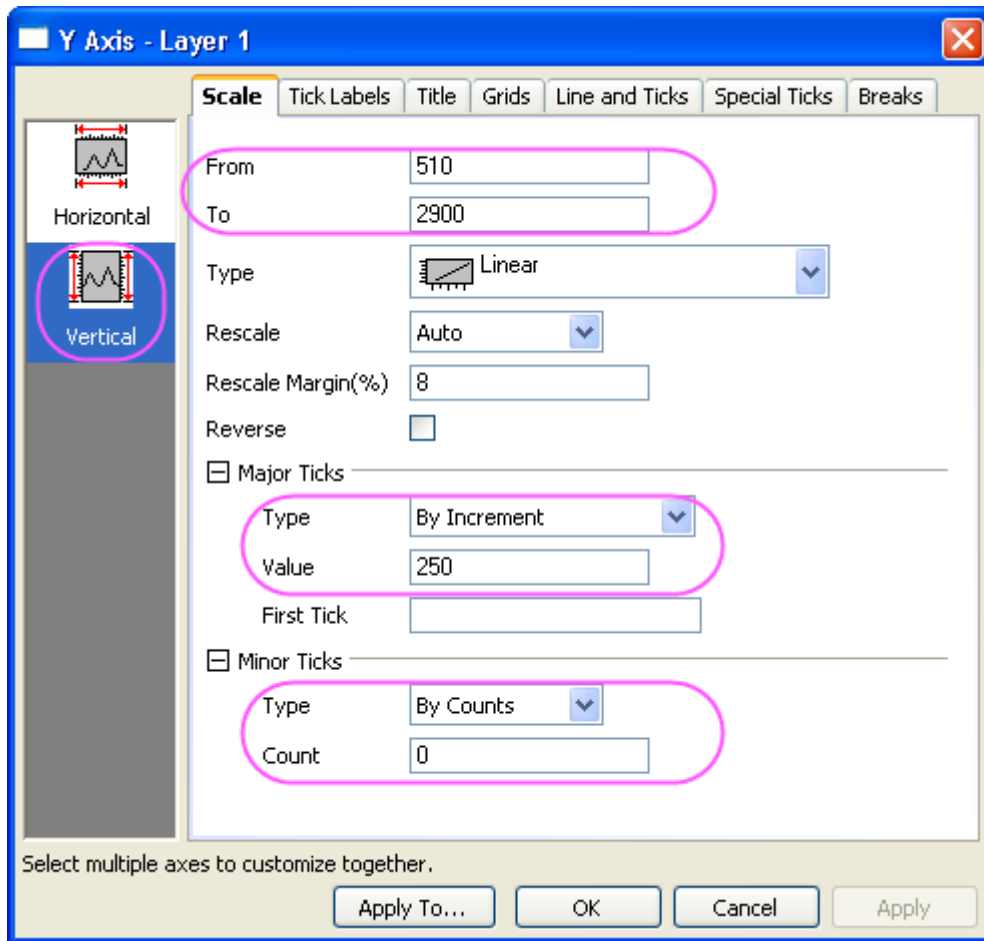 Y Axis - Layer 1
Scale Tick Labels Title Grids Line and Ticks Special Ticks Breaks
Horizontal
Vertical
From 510
To 2900
Type Linear
Rescale Auto
Rescale Margin(%) 8
Reverse
Major Ticks
Type By Increment
Value 250
First Tick
Minor Ticks
Type By Counts
Count 0
Select multiple axes to customize together.
Apply To... OK Cancel Apply